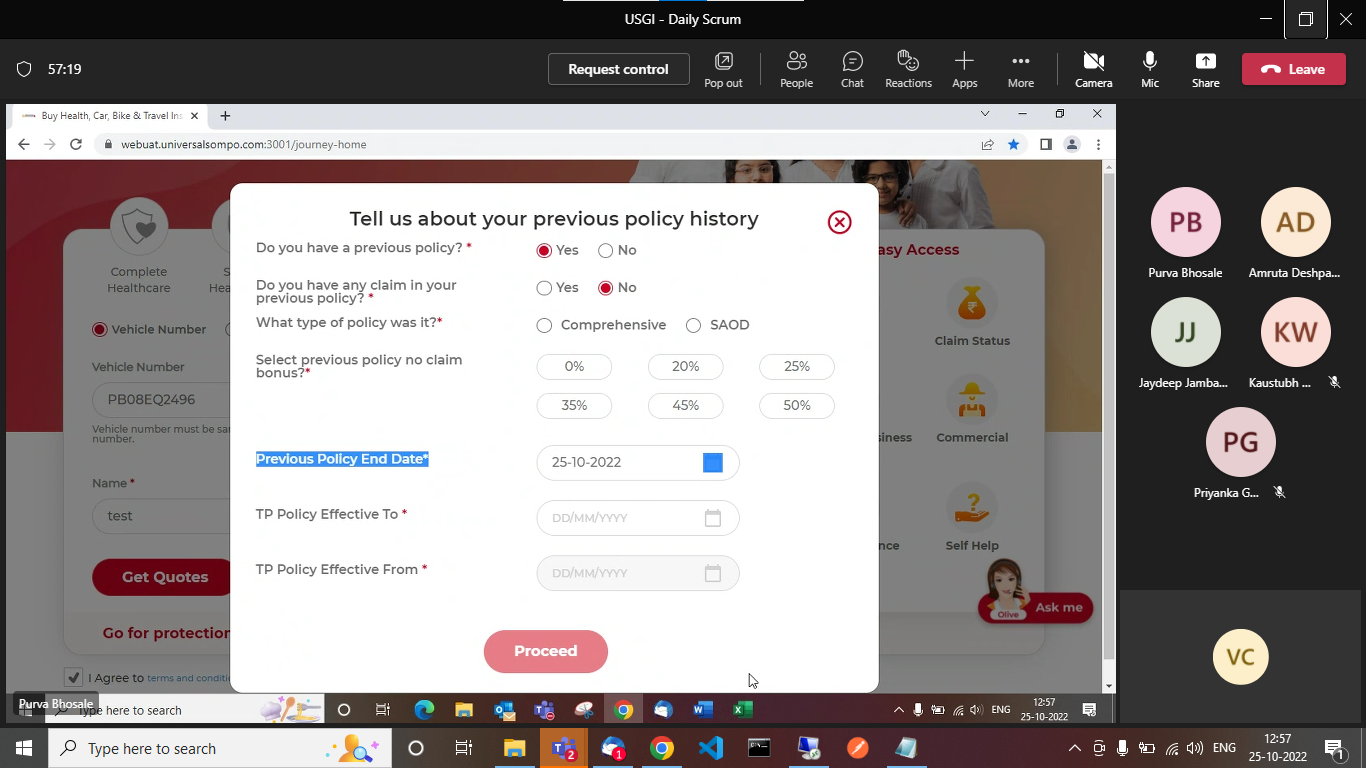 USGI - Daily Scrum
57:19
Request control
Pop out
People
Chat
Reactions
Apps
More
Camera
Mic
Share
Leave
Buy Health, Car, Bike & Travel Ins
webuat.universalsompo.com:3001/journey-home
Tell us about your previous policy history
Do you have a previous policy? *
Yes
No
Do you have any claim in your
previous policy? *
Yes
No
What type of policy was it?*
Comprehensive
SAOD
Select previous policy no claim
bonus?*
0%
20%
25%
35%
45%
50%
Previous Policy End Date*
25-10-2022
TP Policy Effective To *
DD/MM/YYYY
TP Policy Effective From *
DD/MM/YYYY
Proceed
Complete
Healthcare
S
Hea
Vehicle Number
Vehicle Number
PB08EQ2496
Vehicle number must be sa
number.
Name *
test
Get Quotes
Go for protection
I Agree to terms and conditi
asy Access
Claim Status
iness
Commercial
nce
Self Help
Olive
Ask me
PB
Purva Bhosale
AD
Amruta Deshpa...
JJ
Jaydeep Jamba...
KW
Kaustubh ...
PG
Priyanka G...
VC
Purva Bhosale
Type here to search
ENG
12:57
25-10-2022
Type here to search
2
1
ENG
12:57
25-10-2022
1